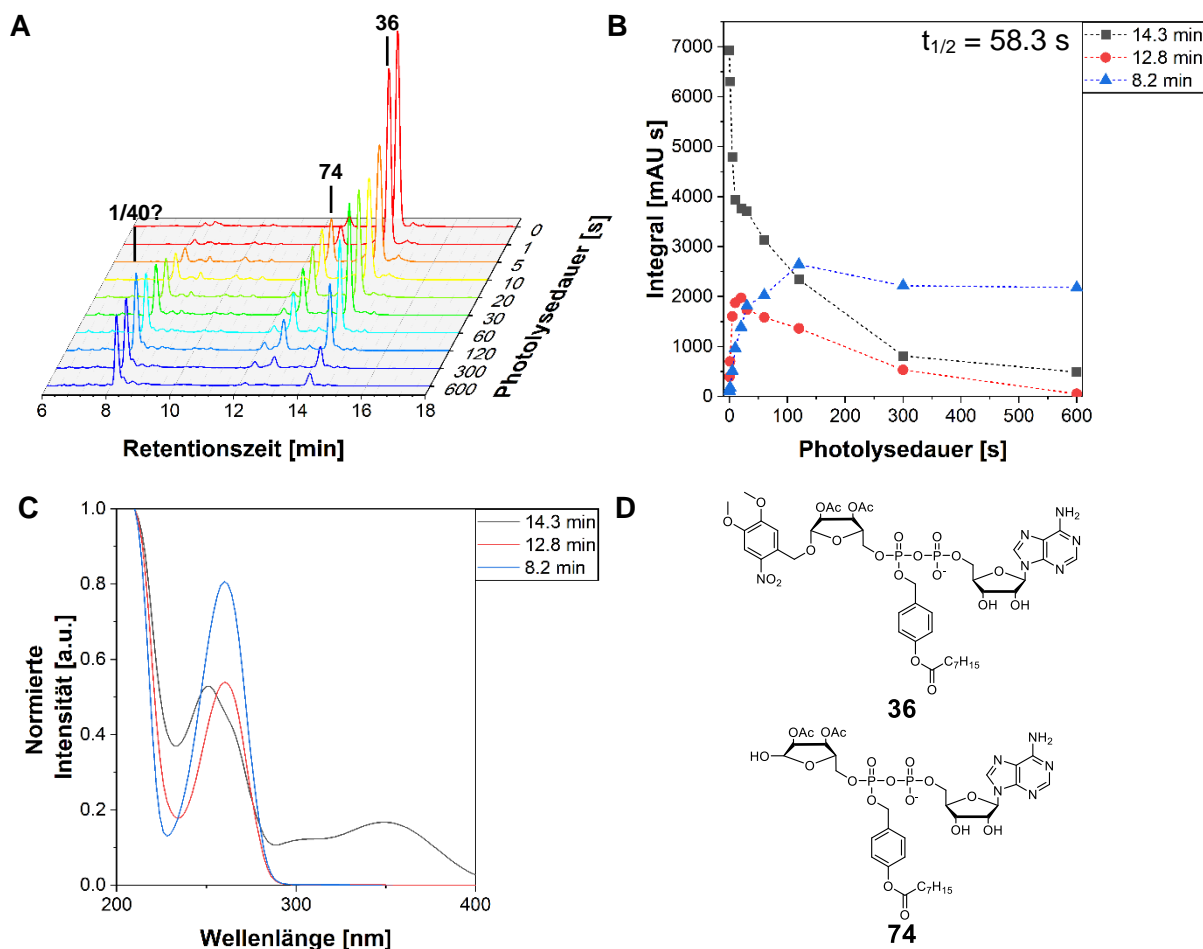 A
36
74
1/40?
0
1
5
10
20
30
60
120
300
600
Photolysedauer [s]
6 8 10 12 14 16 18
Retentionszeit [min]
B
t1/2 = 58.3 s
14.3 min
12.8 min
8.2 min
7000
6000
5000
4000
3000
2000
1000
0
Integral [mAU s]
0 100 200 300 400 500 600
Photolysedauer [s]
C
14.3 min
12.8 min
8.2 min
1.0
0.8
0.6
0.4
0.2
0.0
Normierte
Intensität [a.u.]
200 300 400
Wellenlänge [nm]
D
O
O
AcO OAc
NO2
O
O
O
O P O P O
O O-
O
OH OH
NH2
N N
N N
O C7H15
O
36
AcO OAc
HO
O
O O
O P O P O
O O-
O
OH OH
NH2
N N
N N
O C7H15
O
74